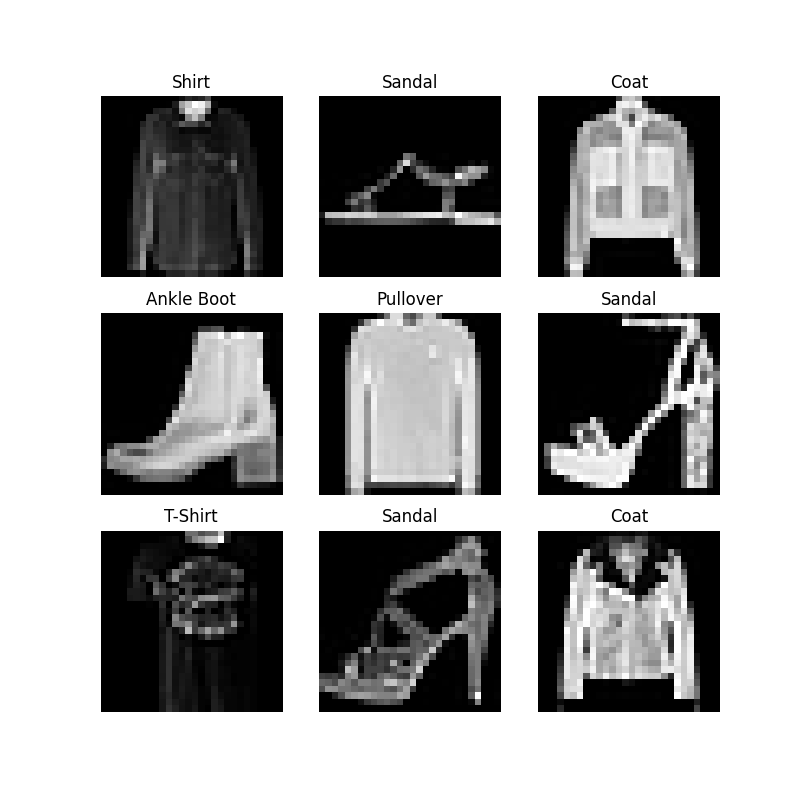 Shirt
Sandal
Coat
Ankle Boot
Pullover
Sandal
T-Shirt
Sandal
Coat